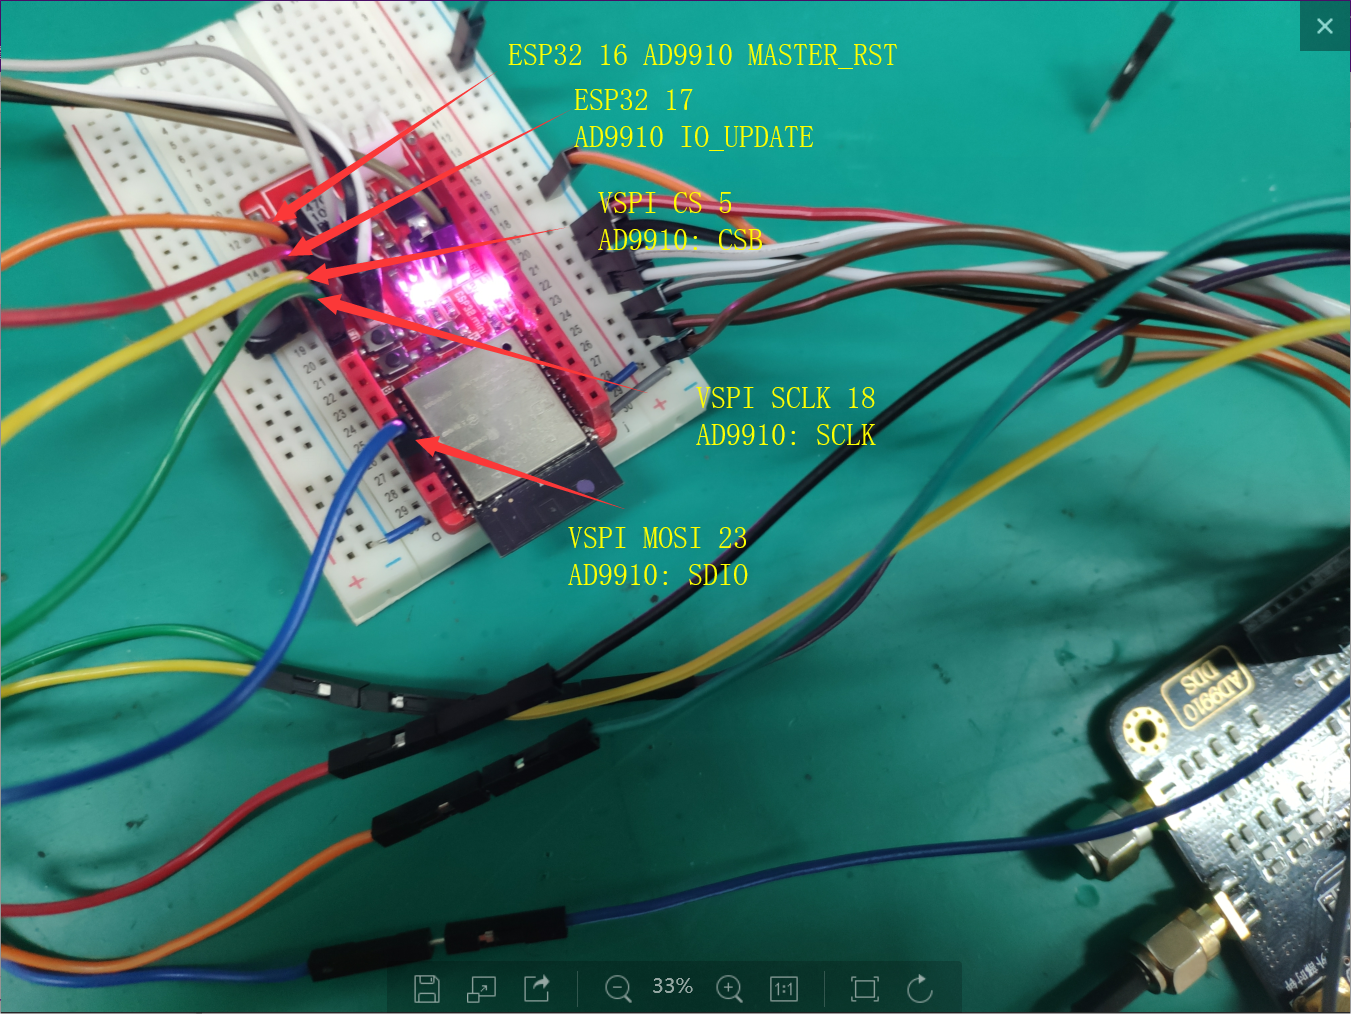 ESP32 16 AD9910 MASTER_RST
ESP32 17
AD9910 IO_UPDATE
VSPI CS 5
AD9910: CSB
VSPI SCLK 18
AD9910: SCLK
VSPI MOSI 23
AD9910: SDIO
AD9910
DDS
33%
1:1